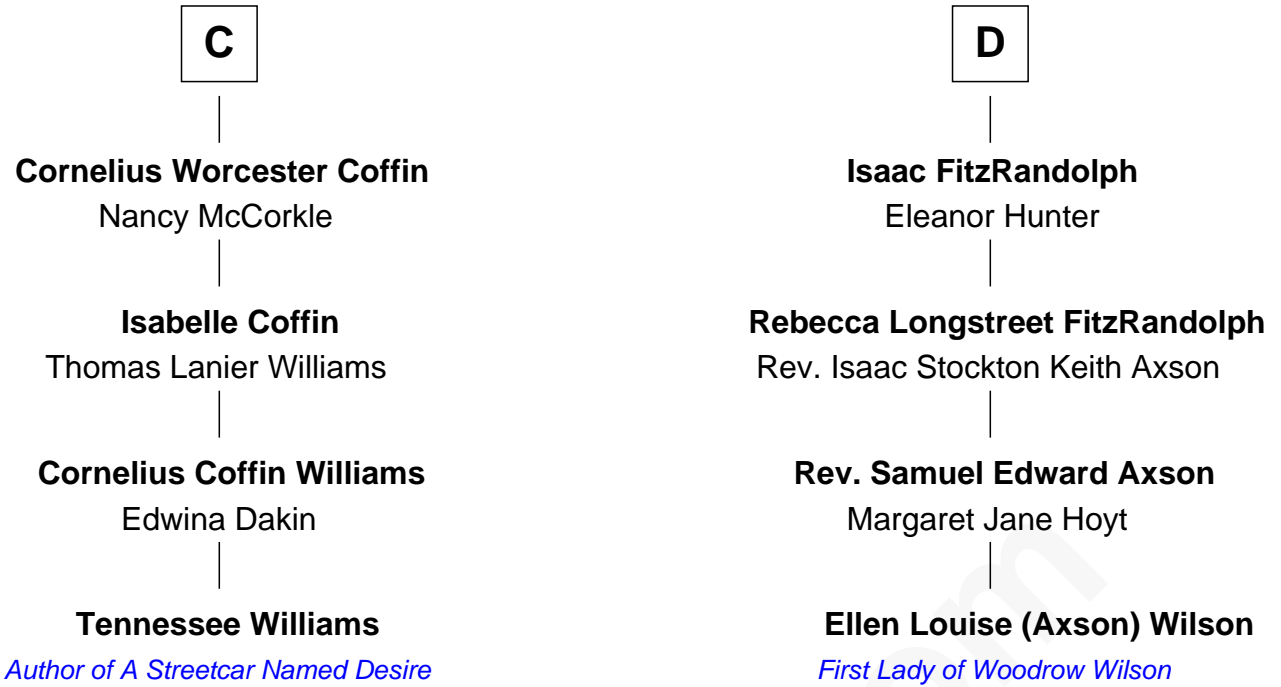 C
Cornelius Worcester Coffin
Nancy McCorkle
Isabelle Coffin
Thomas Lanier Williams
Cornelius Coffin Williams
Edwina Dakin
Tennessee Williams
Author of A Streetcar Named Desire
D
Isaac FitzRandolph
Eleanor Hunter
Rebecca Longstreet FitzRandolph
Rev. Isaac Stockton Keith Axson
Rev. Samuel Edward Axson
Margaret Jane Hoyt
Ellen Louise (Axson) Wilson
First Lady of Woodrow Wilson